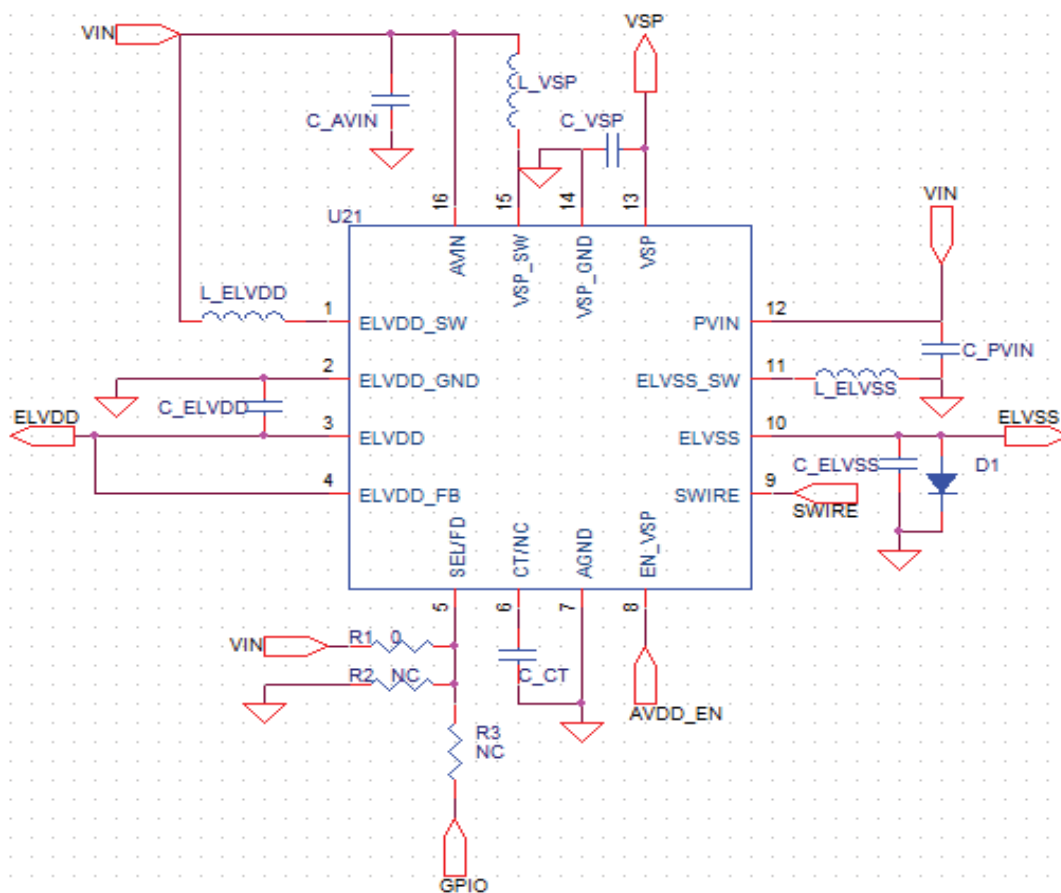 VIN
VSP
L_VSP
C_AVIN
C_VSP
16
15
14
13
VIN
U21
AVIN
VSP_SW
VSP_GND
VSP
L_ELVDD
1
ELVDD_SW
PVIN
12
C_PVIN
2
ELVDD_GND
ELVSS_SW
11
L_ELVSS
C_ELVDD
ELVDD
3
ELVDD
ELVSS
10
ELVSS
C_ELVSS
D1
4
ELVDD_FB
SWIRE
9
SWIRE
SEL/FD
CT/NC
AGND
EN_VSP
5
6
7
8
VIN
R1 0
R2 NC
C_CT
AVDD_EN
R3
NC
GPIO